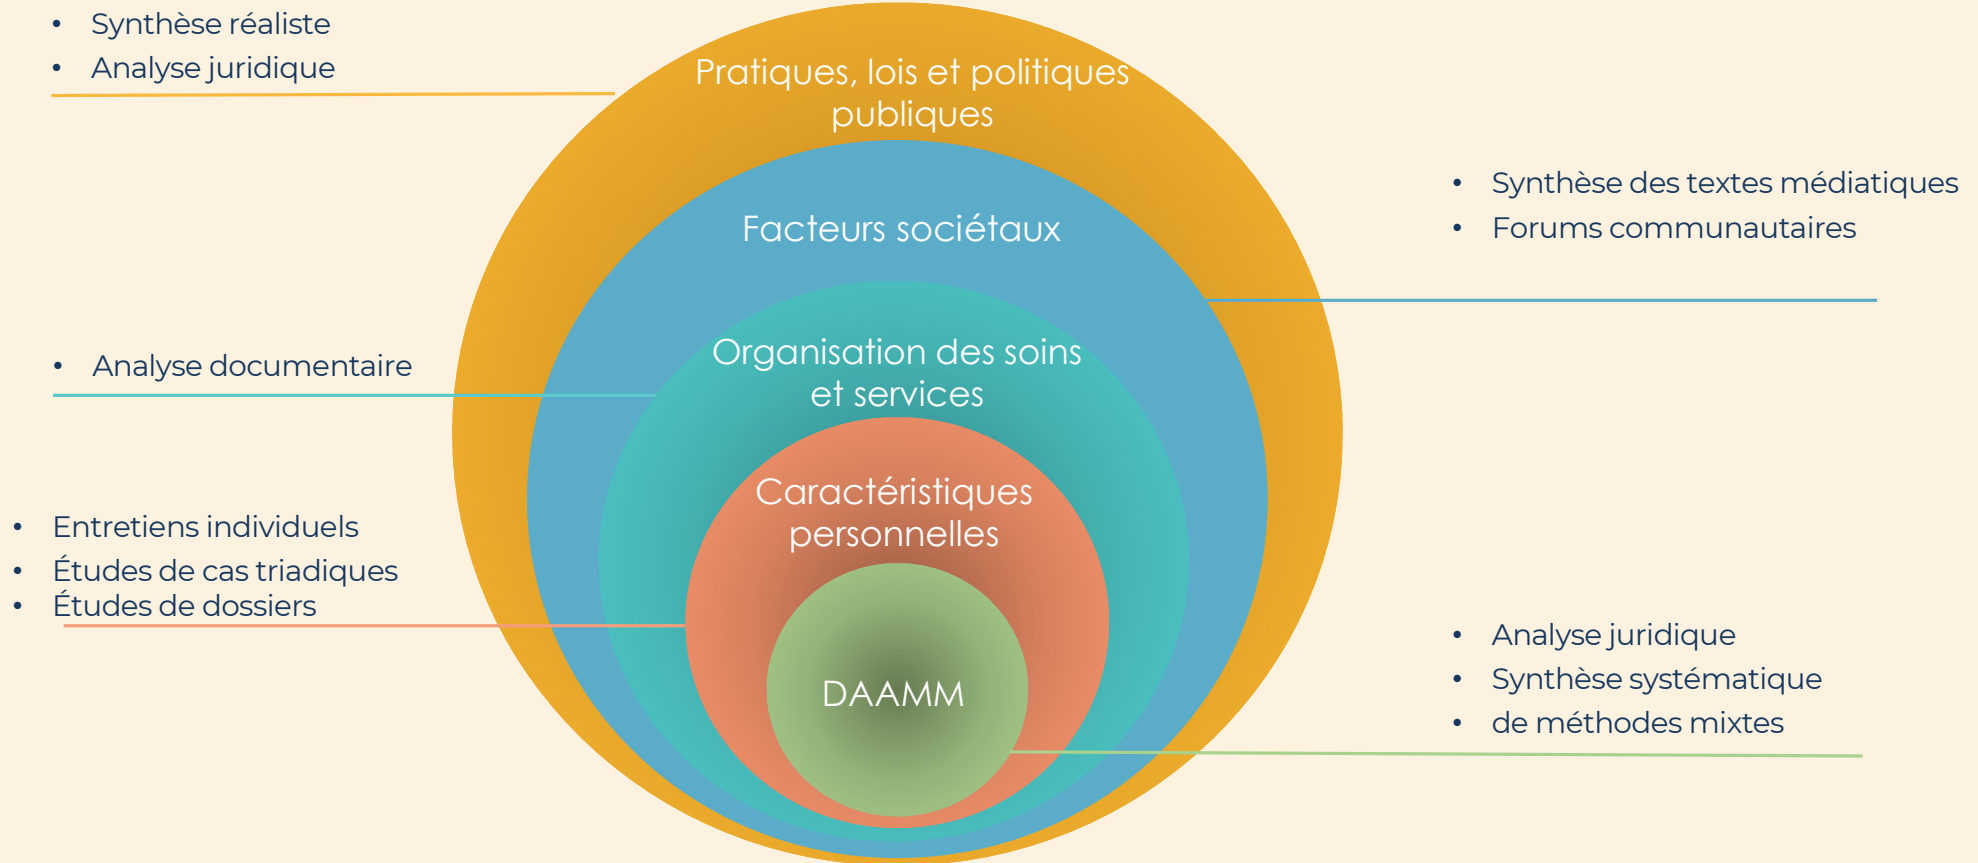 • Synthèse réaliste
• Analyse juridique
Pratiques, lois et politiques
publiques
• Synthèse des textes médiatiques
• Forums communautaires
Facteurs sociétaux
• Analyse documentaire
Organisation des soins
et services
Caractéristiques
personnelles
• Entretiens individuels
• Études de cas triadiques
• Études de dossiers
DAAMM
• Analyse juridique
• Synthèse systématique
• de méthodes mixtes